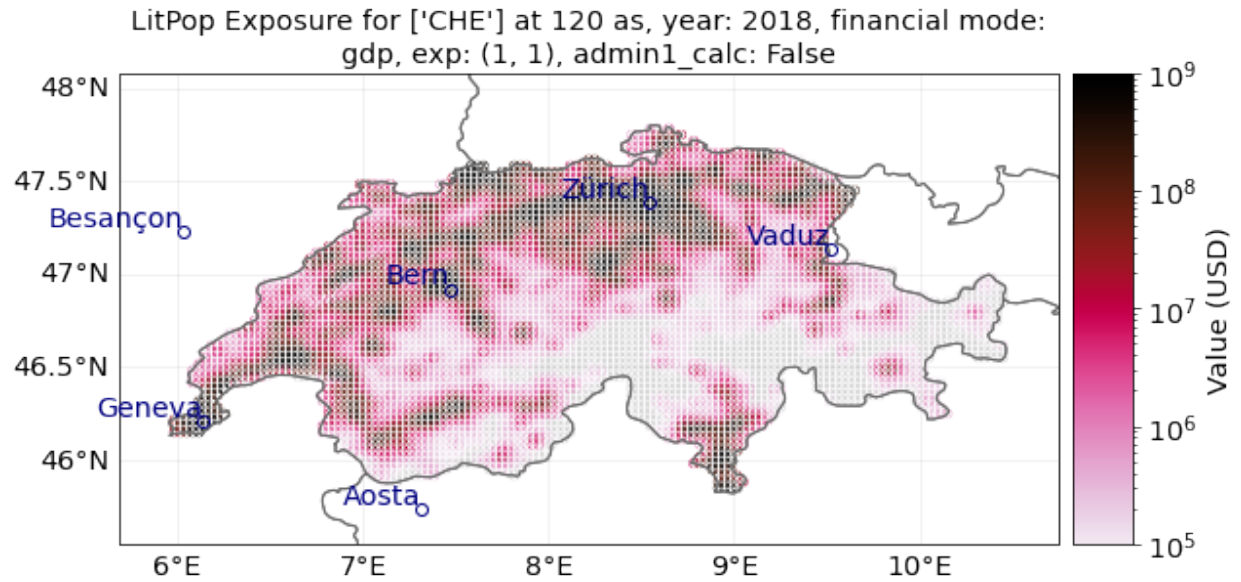 LitPop Exposure for ['CHE'] at 120 as, year: 2018, financial mode:
gdp, exp: (1, 1), admin1_calc: False
48°N
47.5°N
47°N
46.5°N
46°N
Besançon
Zürich
Vaduz
Bern
Geneva
Aosta
6°E
7°E
8°E
9°E
10°E
10⁹
10⁸
10⁷
10⁶
10⁵
Value (USD)